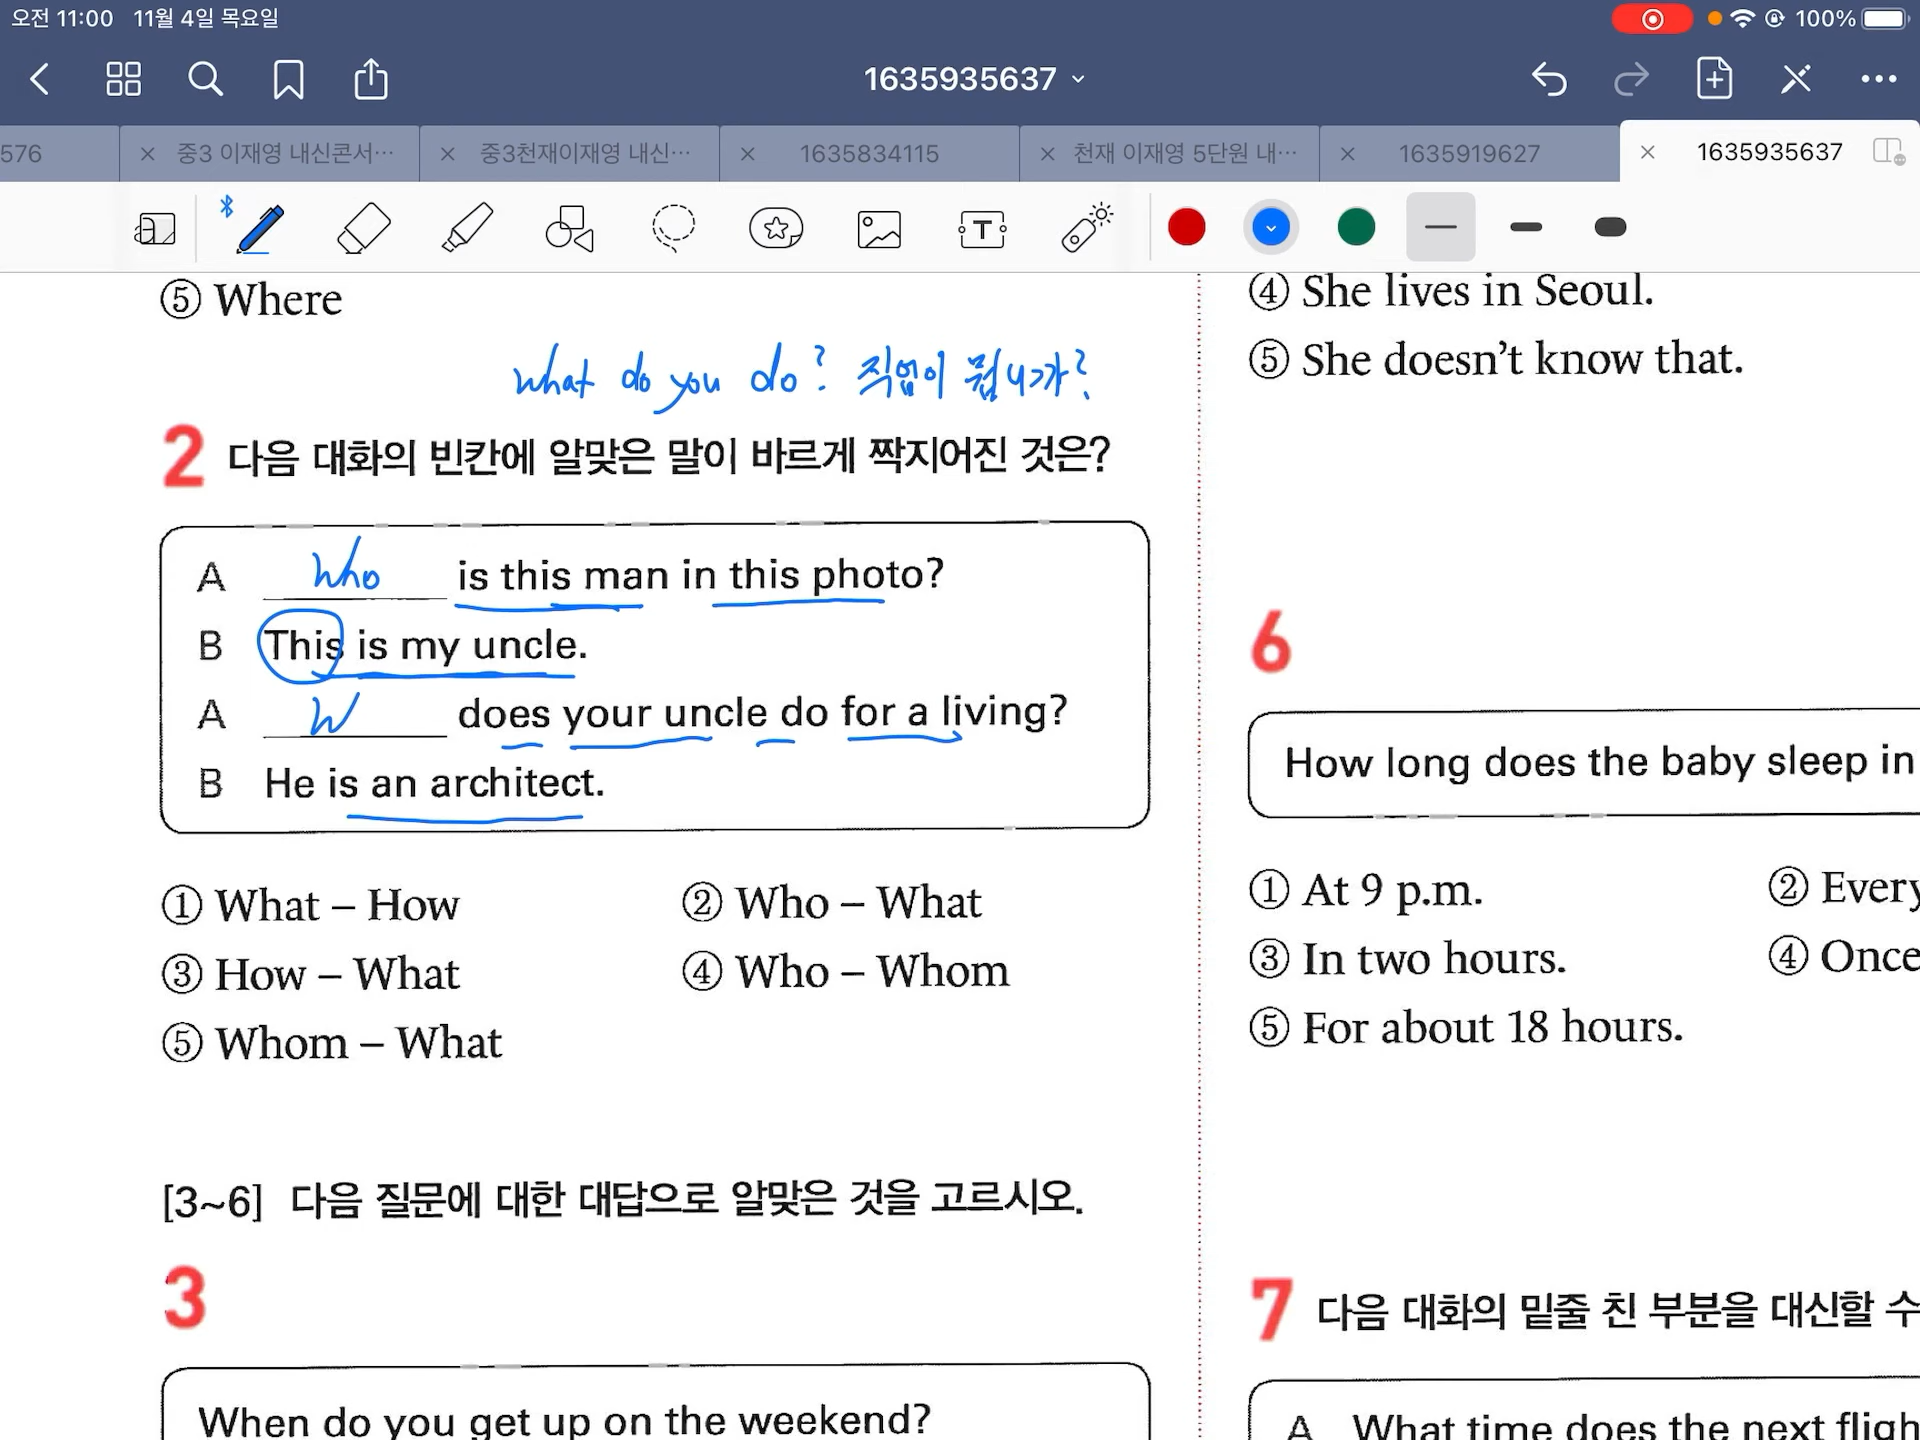 오전 11:00 11월 4일 목요일
100%
1635935637
576
중3 이재영 내신콘서…
중3천재이재영 내신…
1635834115
천재 이재영 5단원 내…
1635919627
1635935637
⑤ Where
what do you do? 직업이 뭡니까?
2 다음 대화의 빈칸에 알맞은 말이 바르게 짝지어진 것은?
A who is this man in this photo?
B This is my uncle.
A W does your uncle do for a living?
B He is an architect.
① What – How
② Who – What
③ How – What
④ Who – Whom
⑤ Whom – What
[3~6] 다음 질문에 대한 대답으로 알맞은 것을 고르시오.
3
When do you get up on the weekend?
④ She lives in Seoul.
⑤ She doesn't know that.
6
How long does the baby sleep in
① At 9 p.m.
② Every
③ In two hours.
④ Once
⑤ For about 18 hours.
7 다음 대화의 밑줄 친 부분을 대신할 수
A What time does the next fligh